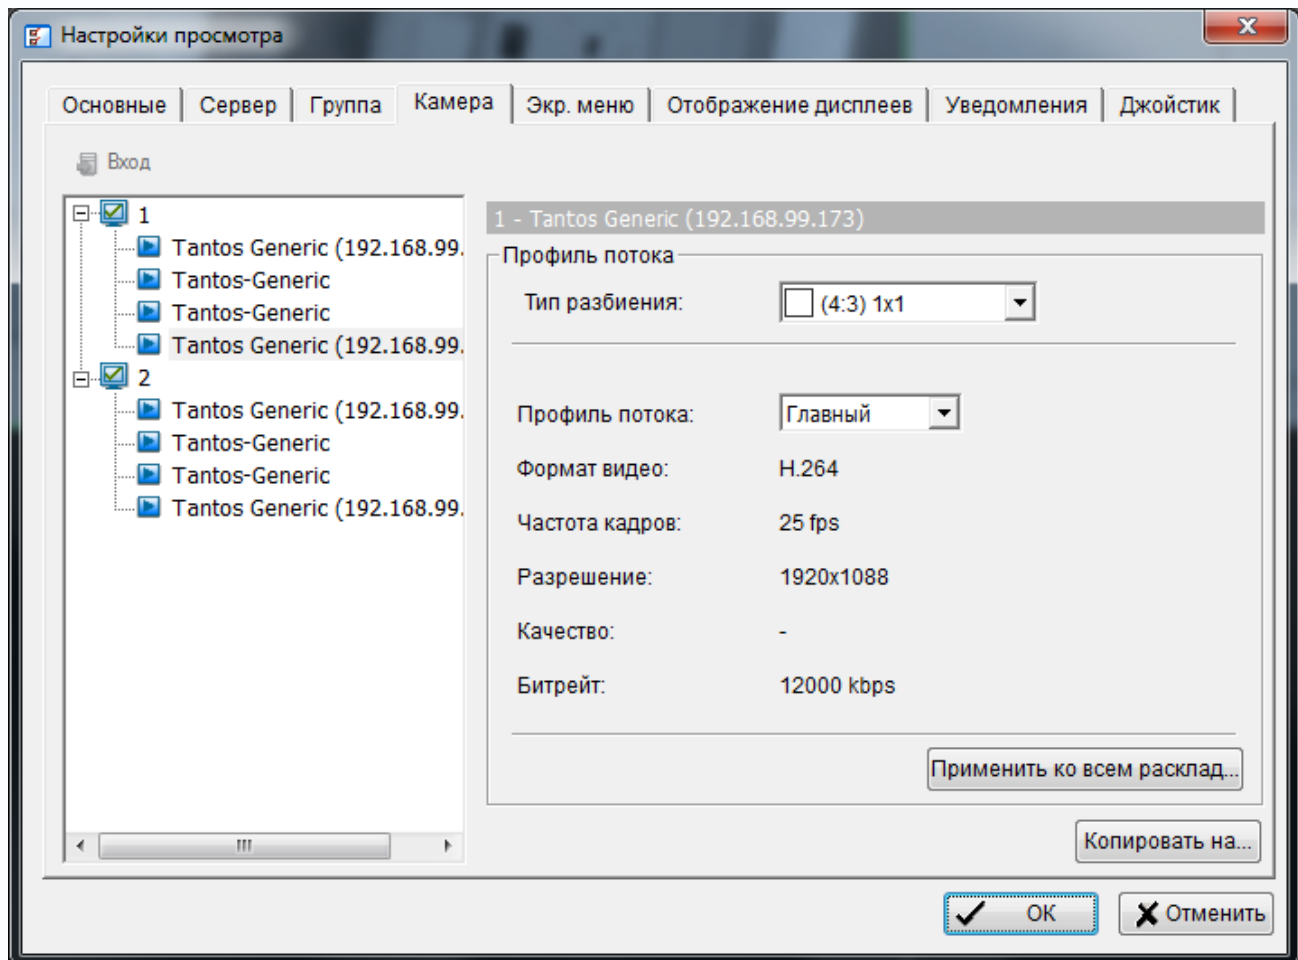 Настройки просмотра
Основные Сервер Группа Камера Экр. меню Отображение дисплеев Уведомления Джойстик
Вход
1
Tantos Generic (192.168.99.
Tantos-Generic
Tantos-Generic
Tantos Generic (192.168.99.
2
Tantos Generic (192.168.99.
Tantos-Generic
Tantos-Generic
Tantos Generic (192.168.99.
1 - Tantos Generic (192.168.99.173)
Профиль потока
Тип разбиения: (4:3) 1x1
Профиль потока: Главный
Формат видео: H.264
Частота кадров: 25 fps
Разрешение: 1920x1088
Качество: -
Битрейт: 12000 kbps
Применить ко всем расклад...
Копировать на...
ОК Отменить